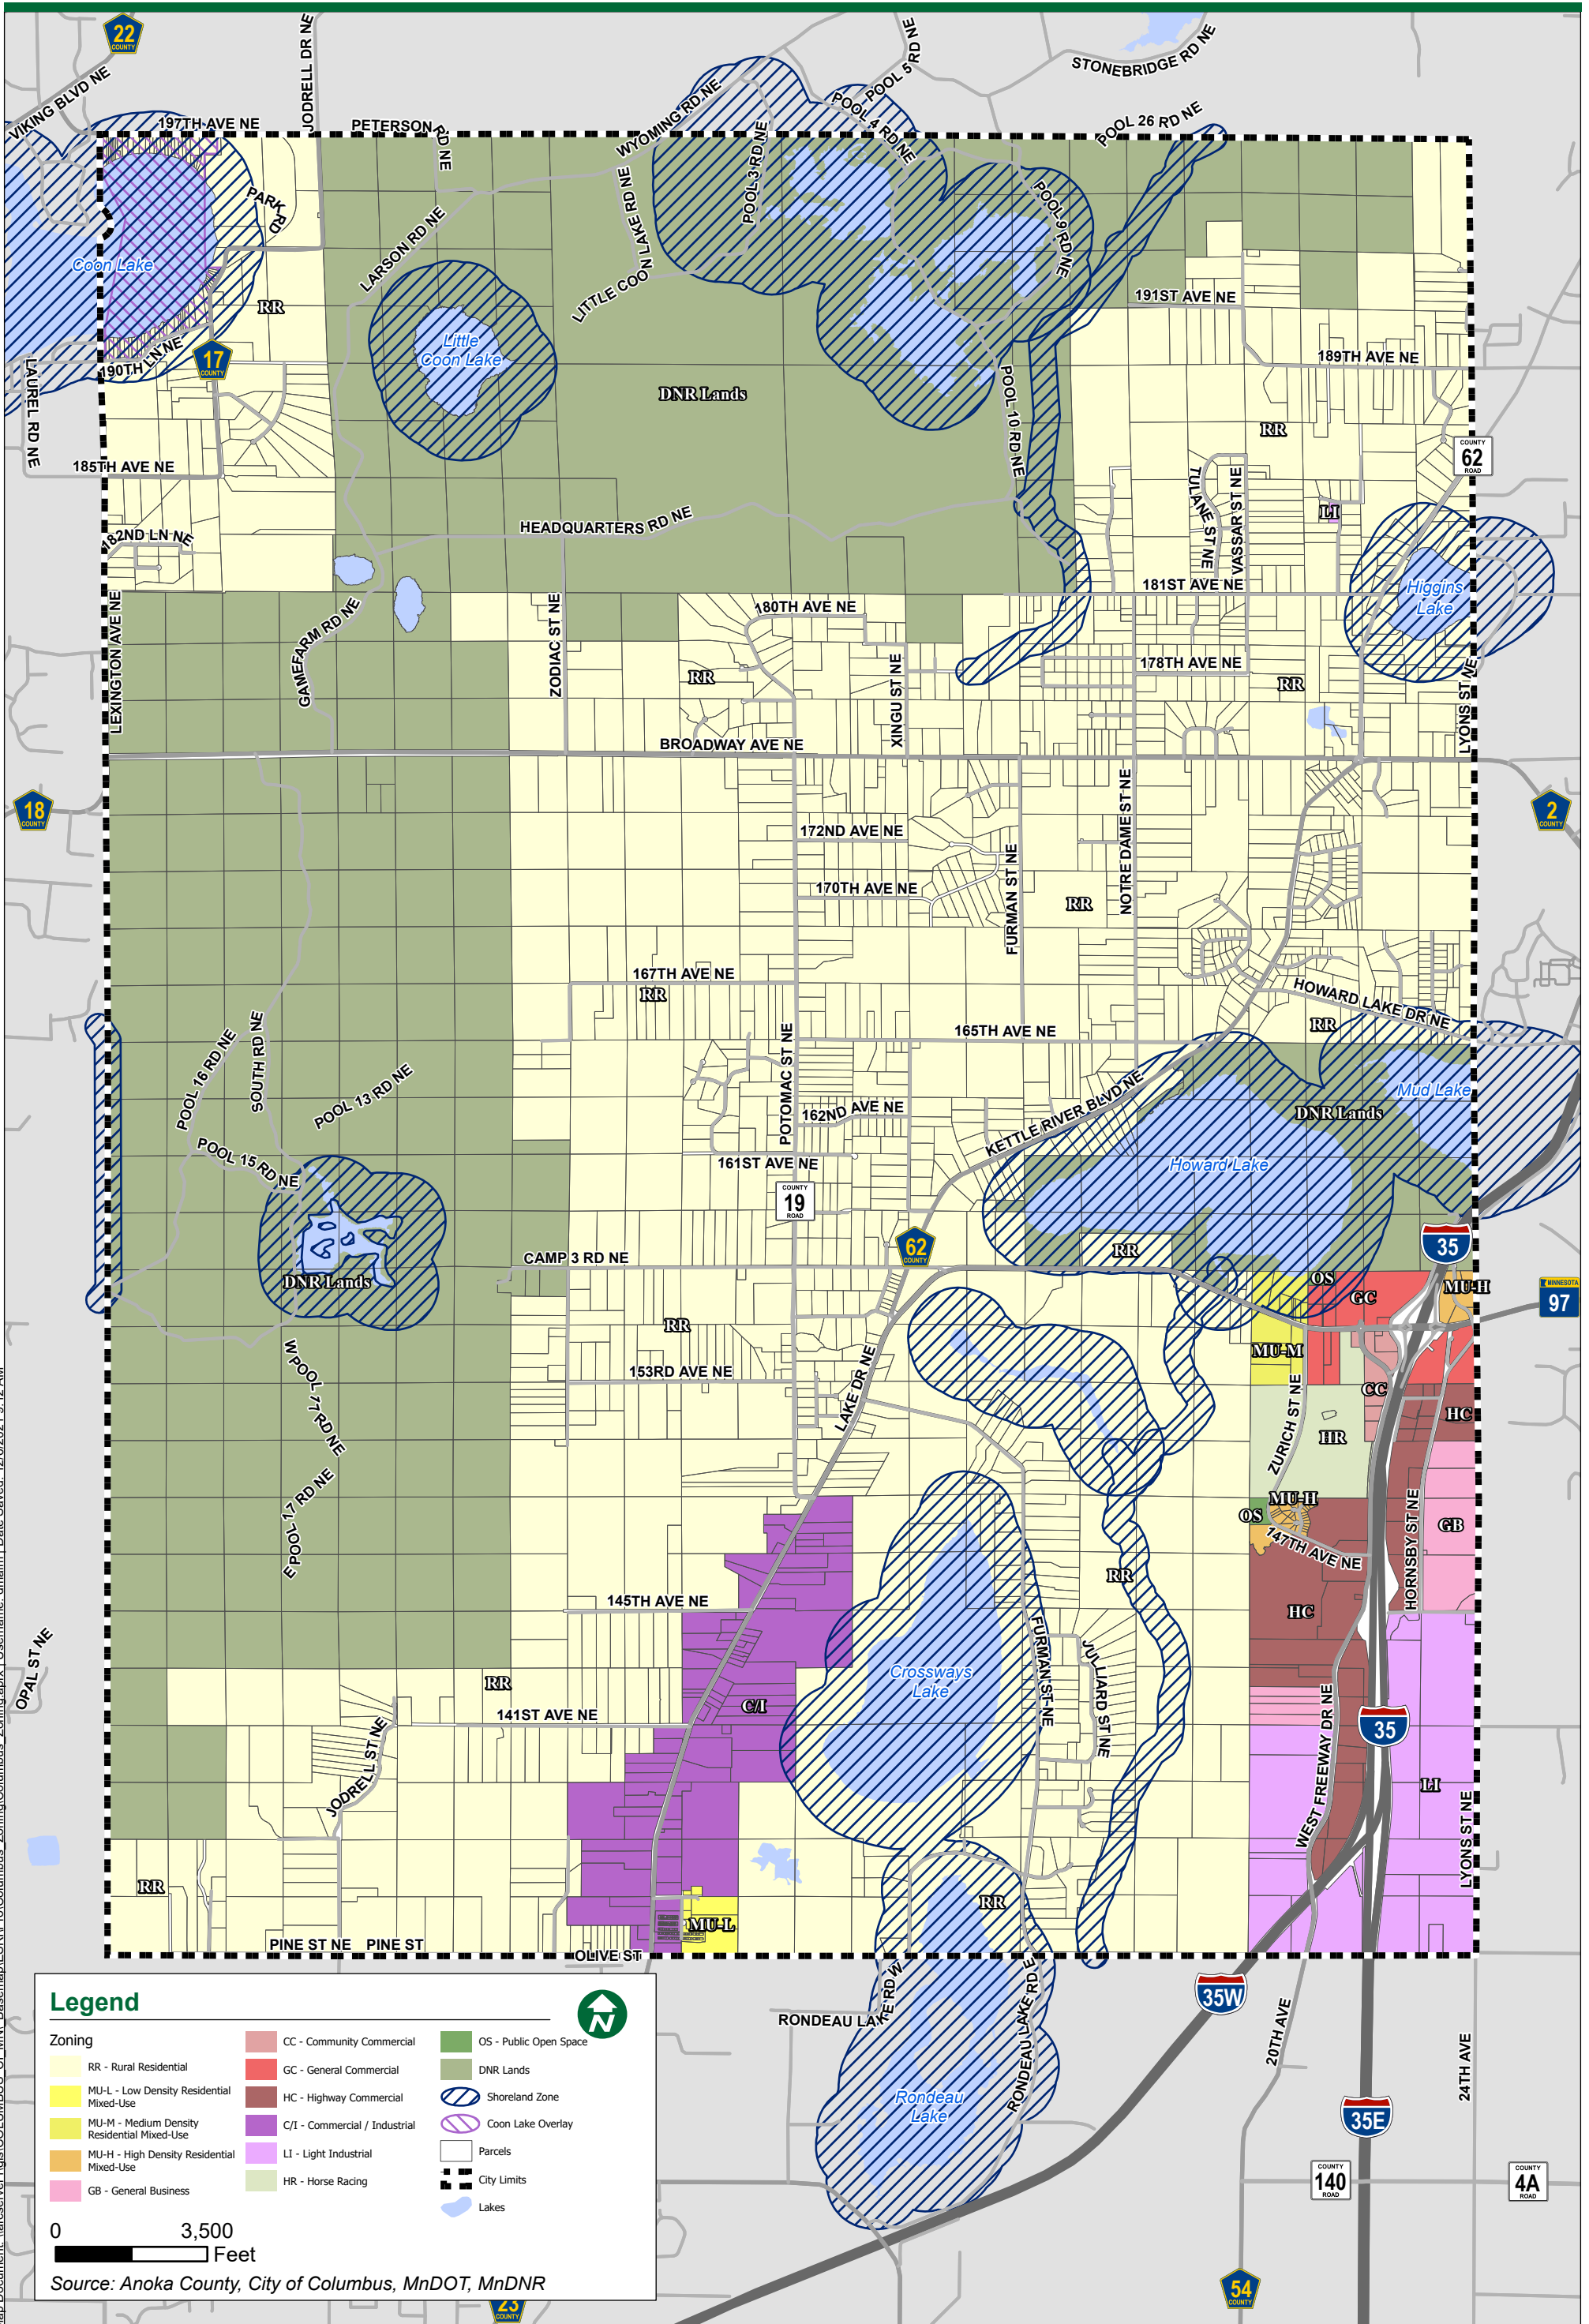 22
COUNTY
VIKING BLVD NE
JODRELL DR NE
197TH AVE NE
PETERSON RD NE
WYOMING RD NE
POOL 5 RD NE
POOL 4 RD NE
STONEBRIDGE RD NE
POOL 26 RD NE
POOL 3 RD NE
POOL 9 RD NE
PARK RD
LARSON RD NE
LITTLE COON LAKE RD NE
Coon Lake
RR
191ST AVE NE
Little
Coon Lake
17
COUNTY
190TH LN NE
LAUREL RD NE
189TH AVE NE
DNR Lands
POOL 10 RD NE
RR
COUNTY
62
ROAD
185TH AVE NE
TULANE ST NE
VASSAR ST NE
LI
HEADQUARTERS RD NE
182ND LN NE
181ST AVE NE
Higgins
Lake
LEXINGTON AVE NE
GAMEFARM RD NE
ZODIAC ST NE
180TH AVE NE
XINGU ST NE
178TH AVE NE
RR
RR
LYONS ST NE
BROADWAY AVE NE
18
COUNTY
2
COUNTY
172ND AVE NE
FURMAN ST NE
NOTRE DAME ST NE
170TH AVE NE
RR
167TH AVE NE
RR
HOWARD LAKE DR NE
RR
165TH AVE NE
POOL 16 RD NE
SOUTH RD NE
POOL 13 RD NE
POTOMAC ST NE
162ND AVE NE
KETTLE RIVER BLVD NE
Mud Lake
DNR Lands
POOL 15 RD NE
161ST AVE NE
Howard Lake
COUNTY
19
ROAD
62
COUNTY
RR
35
CAMP 3 RD NE
DNR Lands
OS
GC
MU-H
MINNESOTA
97
RR
MU-M
W POOL 17 RD NE
153RD AVE NE
LAKE DR NE
CC
HC
ZURICH ST NE
HR
E POOL 17 RD NE
MU-H
OS
147TH AVE NE
HORNSBY ST NE
GB
RR
145TH AVE NE
HC
OPAL ST NE
FURMAN ST NE
JULLIARD ST NE
Crossways
Lake
RR
C/I
141ST AVE NE
JODRELL ST NE
WEST FREEWAY DR NE
35
LI
LYONS ST NE
RR
RR
MU-L
PINE ST NE
PINE ST
OLIVE ST
RONDEAU LAKE RD W
RONDEAU LAKE RD E
35W
20TH AVE
24TH AVE
Rondeau
Lake
35E
COUNTY
140
ROAD
COUNTY
4A
ROAD
54
COUNTY
23
COUNTY
Legend
N
Zoning
RR - Rural Residential
MU-L - Low Density Residential
Mixed-Use
MU-M - Medium Density
Residential Mixed-Use
MU-H - High Density Residential
Mixed-Use
GB - General Business
CC - Community Commercial
GC - General Commercial
HC - Highway Commercial
C/I - Commercial / Industrial
LI - Light Industrial
HR - Horse Racing
OS - Public Open Space
DNR Lands
Shoreland Zone
Coon Lake Overlay
Parcels
City Limits
Lakes
0 3,500
Feet
Source: Anoka County, City of Columbus, MnDOT, MnDNR